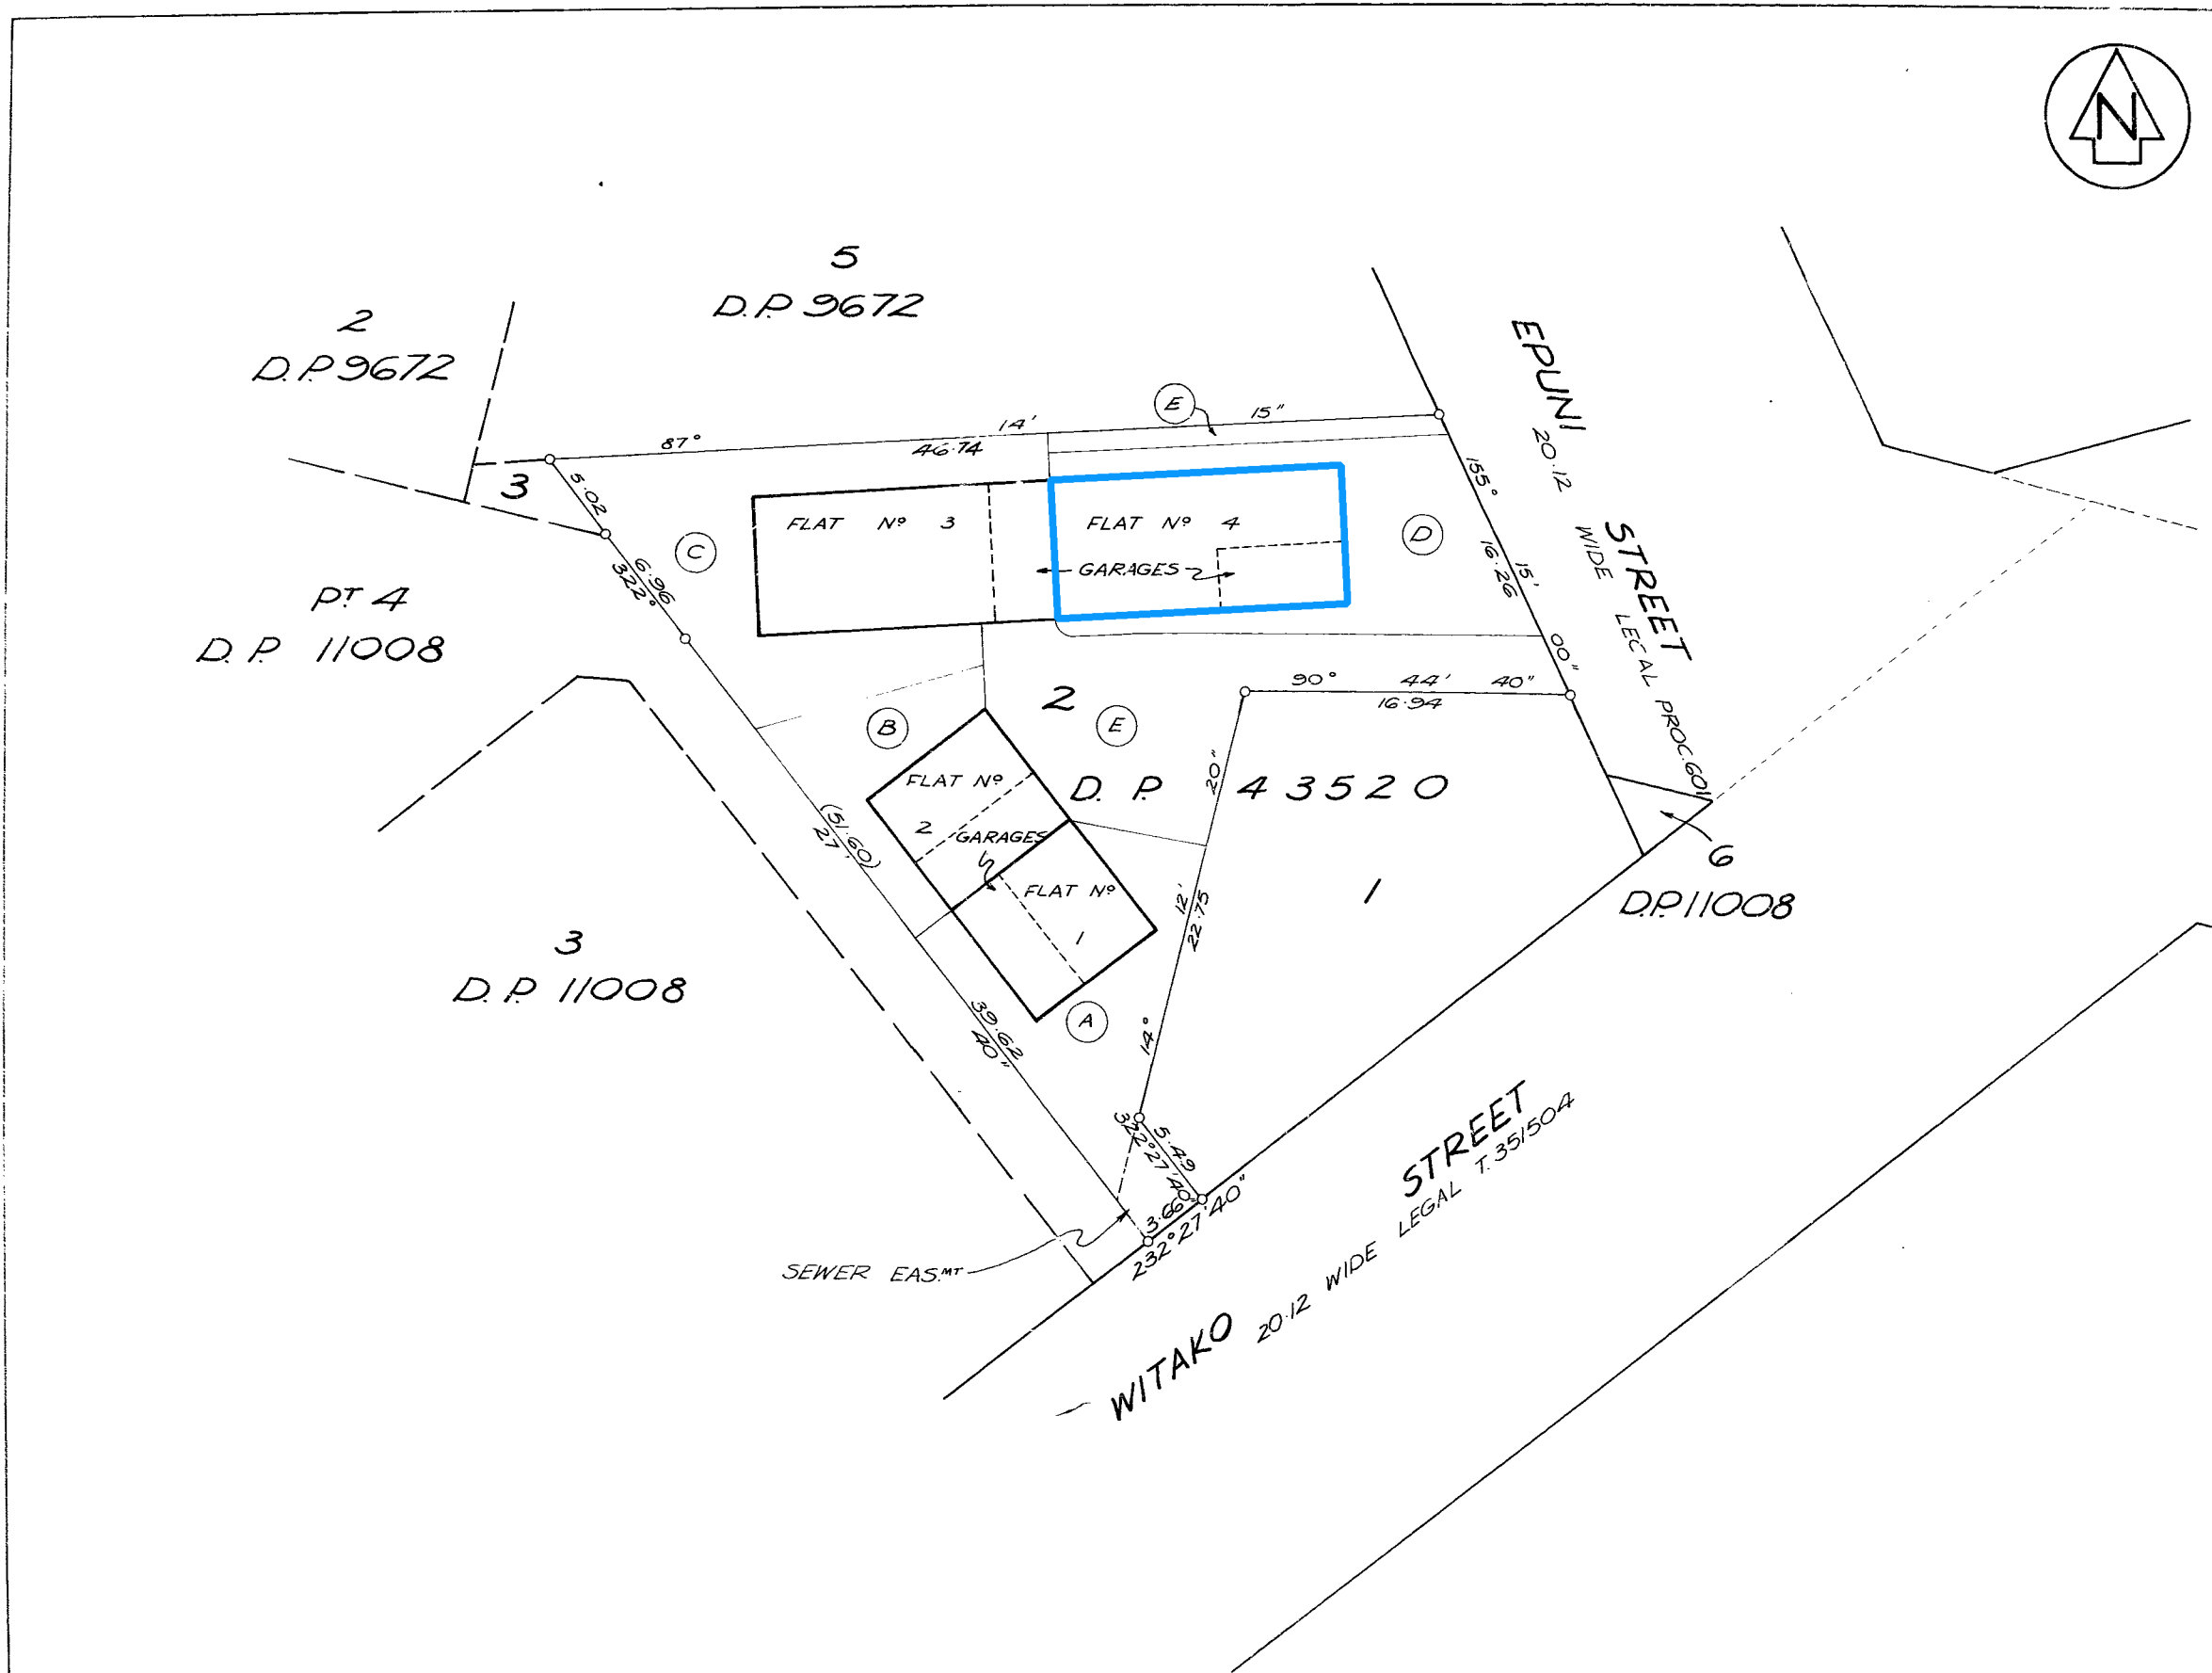 N
5
D.P. 9672
2
D.P. 9672
EPUNI STREET
20.12 WIDE LEGAL PROC. 6011
E
87° 14' 15"
46.74
3
5.02
155° 15' 00"
16.26
FLAT Nº 3
FLAT Nº 4
C
D
GARAGES
6.96
322° 27' 40"
PT 4
D.P. 11008
90° 44' 40"
16.94
2
B
E
FLAT Nº 2
D. P. 43520
GARAGES
(51.60)
FLAT Nº 1
14° 12' 20"
22.75
1
6
D.P. 11008
3
D.P. 11008
39.62
A
5.49
322° 27' 40"
3.66
232° 27' 40"
SEWER EAS.MT
WITAKO STREET
20.12 WIDE LEGAL T. 351504